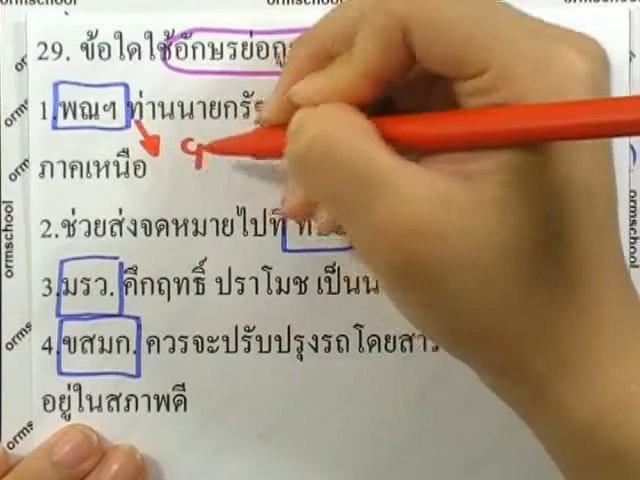 29. ข้อใดใช้อักษรย่อถู
1.พณฯ ท่านนายกรัฐ
ภาคเหนือ
2.ช่วยส่งจดหมายไปที่
3.มรว. คึกฤทธิ์ ปราโมช เป็นน
4.ขสมก. ควรจะปรับปรุงรถโดยสาร
อยู่ในสภาพดี
ormschool
ormschool